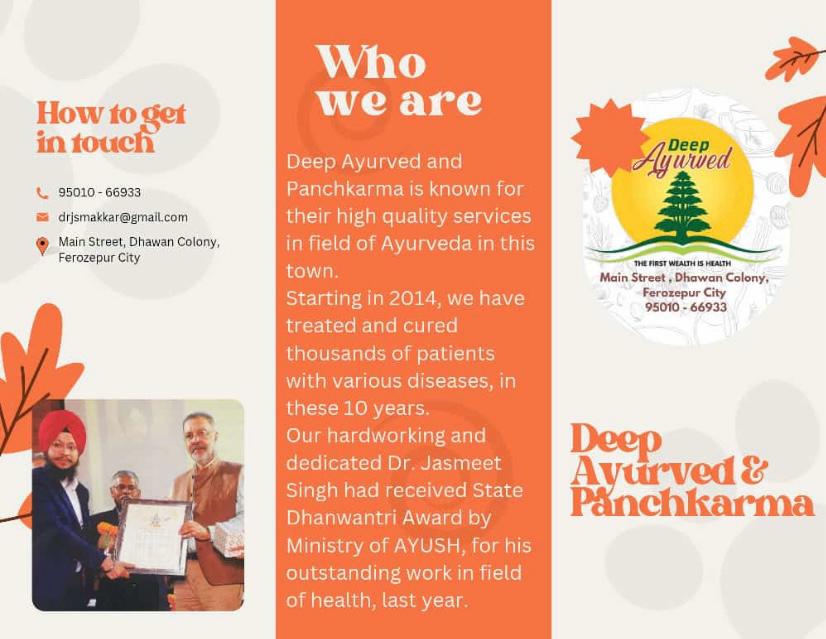 How to get
in touch
95010 - 66933
drjsmakkar@gmail.com
Main Street, Dhawan Colony,
Ferozepur City
Who
we are
Deep Ayurved and
Panchkarma is known for
their high quality services
in field of Ayurveda in this
town.
Starting in 2014, we have
treated and cured
thousands of patients
with various diseases, in
these 10 years.
Our hardworking and
dedicated Dr. Jasmeet
Singh had received State
Dhanwantri Award by
Ministry of AYUSH, for his
outstanding work in field
of health, last year.
Deep
Ayurved
THE FIRST WEALTH IS HEALTH
Main Street , Dhawan Colony,
Ferozepur City
95010 - 66933
Deep
Ayurved &
Panchkarma